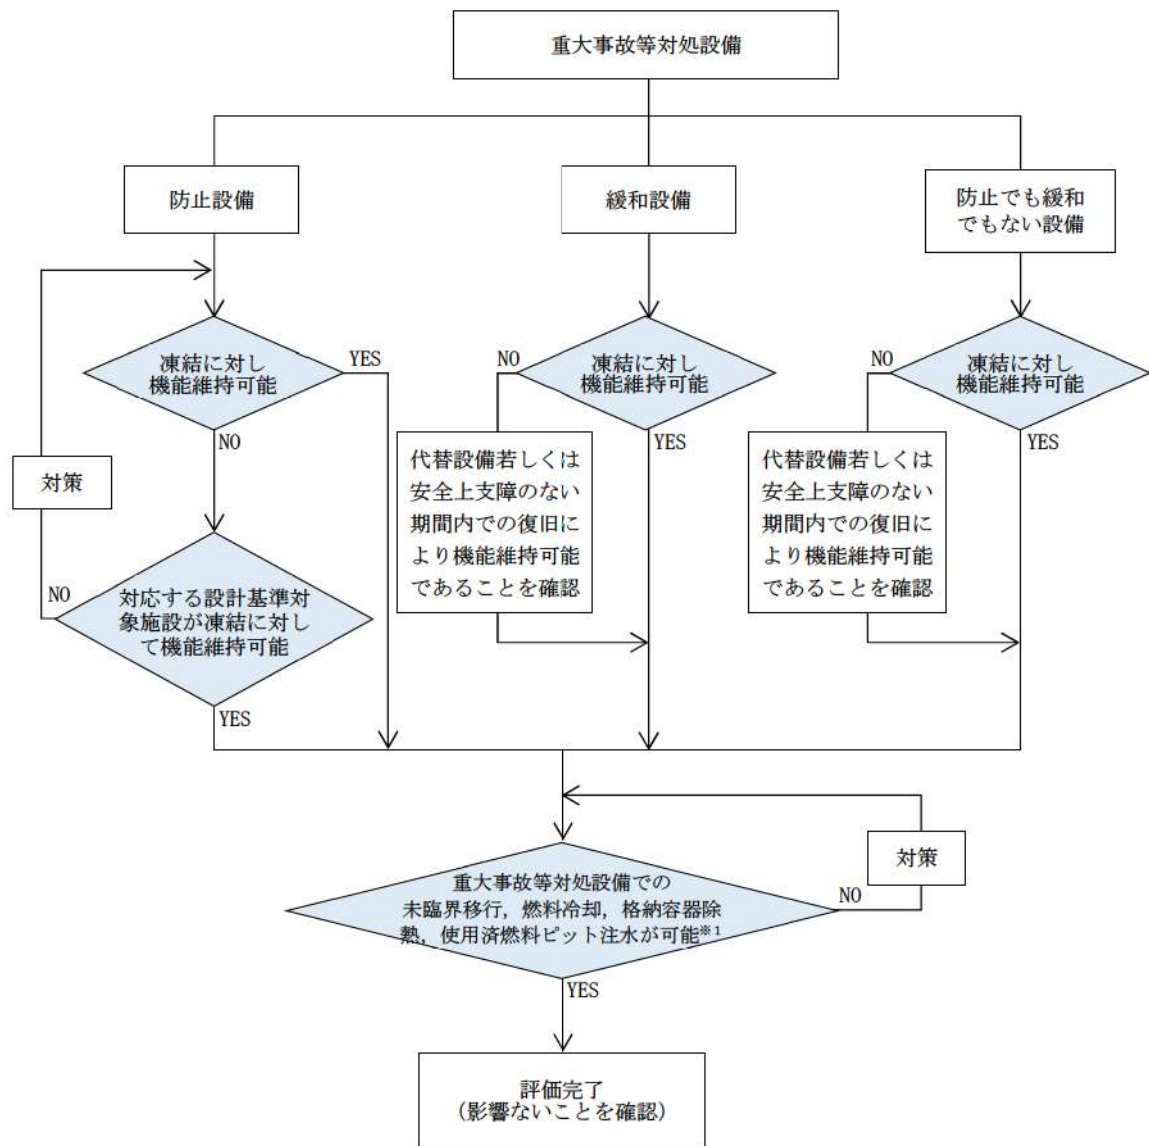 重大事故等対処設備
防止設備
緩和設備
防止でも緩和
でもない設備
凍結に対し
機能維持可能
YES
NO
凍結に対し
機能維持可能
NO
YES
凍結に対し
機能維持可能
NO
YES
対策
代替設備若しくは
安全上支障のない
期間内での復旧に
より機能維持可能
であることを確認
代替設備若しくは
安全上支障のない
期間内での復旧に
より機能維持可能
であることを確認
NO
対応する設計基準対
象施設が凍結に対し
て機能維持可能
YES
対策
重大事故等対処設備での
未臨界移行，燃料冷却，格納容器除
熱，使用済燃料ピット注水が可能※1
NO
YES
評価完了
（影響ないことを確認）